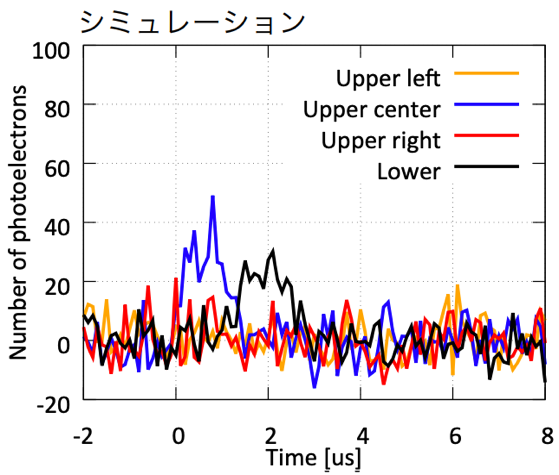 シミュレーション
100
80
60
40
20
0
-20
Number of photoelectrons
Upper left
Upper center
Upper right
Lower
-2 0 2 4 6 8
Time [us]